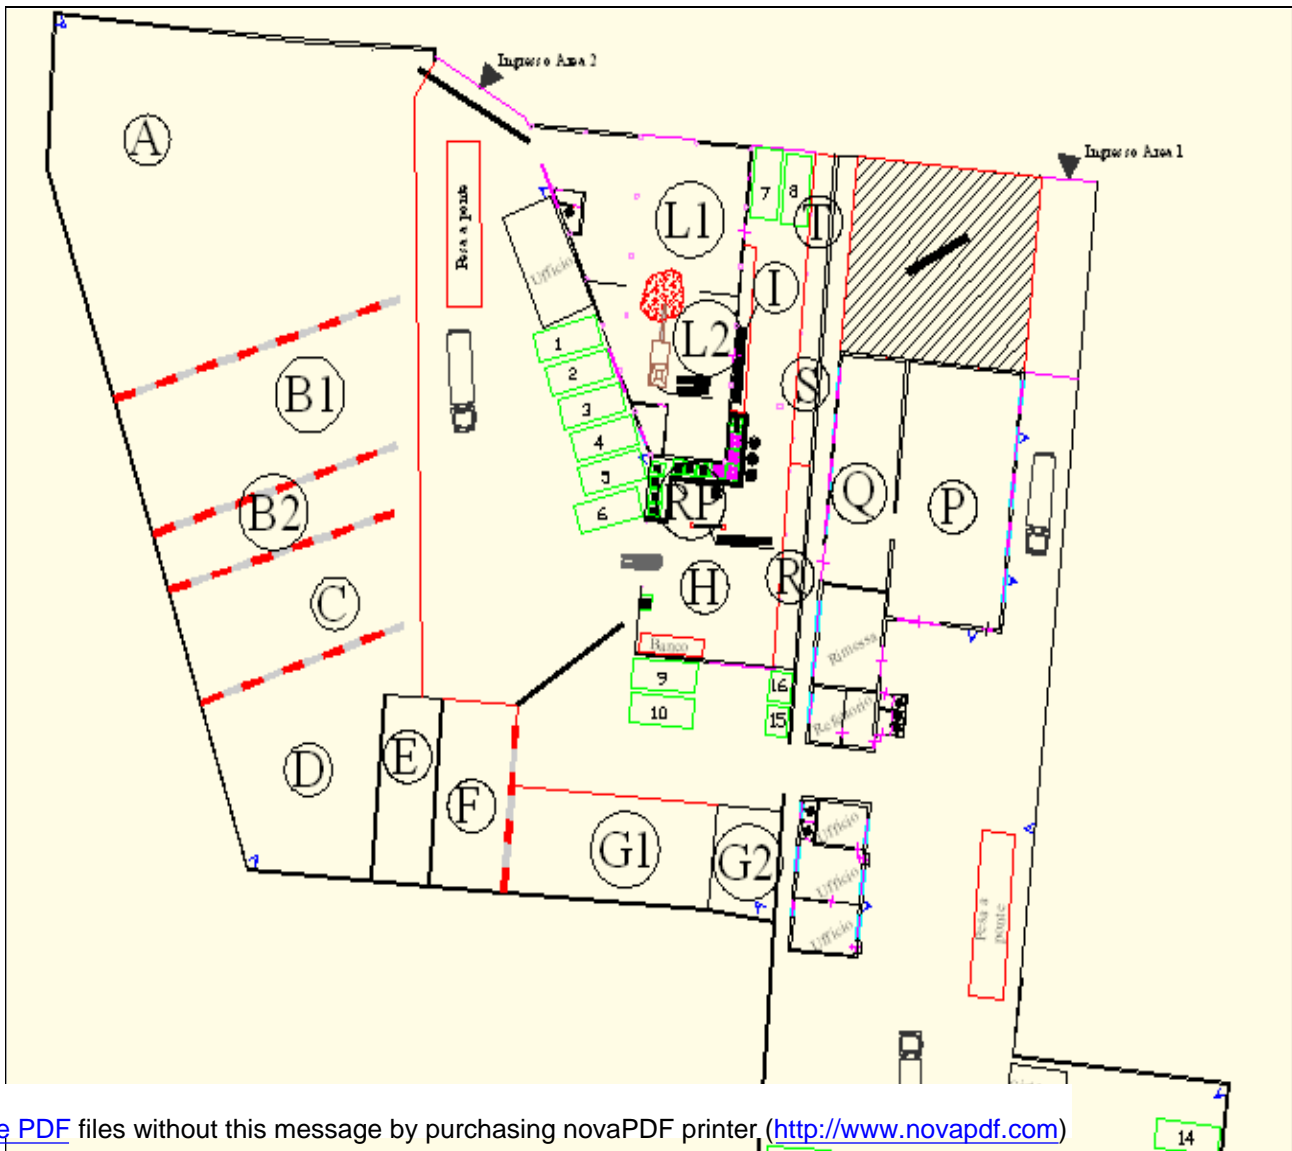 Ingresso Area 2
A
Ingresso Area 1
Pesa a ponte
7
8
L1
T
Ufficio
I
1
L2
2
B1
S
3
4
5
Q
P
B2
6
RP
C
H
R
Banco
Rimessa
9
16
10
Refettorio
15
D
E
F
G1
G2
Ufficio
Ufficio
Ufficio
Pesa a
ponte
e PDF files without this message by purchasing novaPDF printer (http://www.novapdf.com)
14